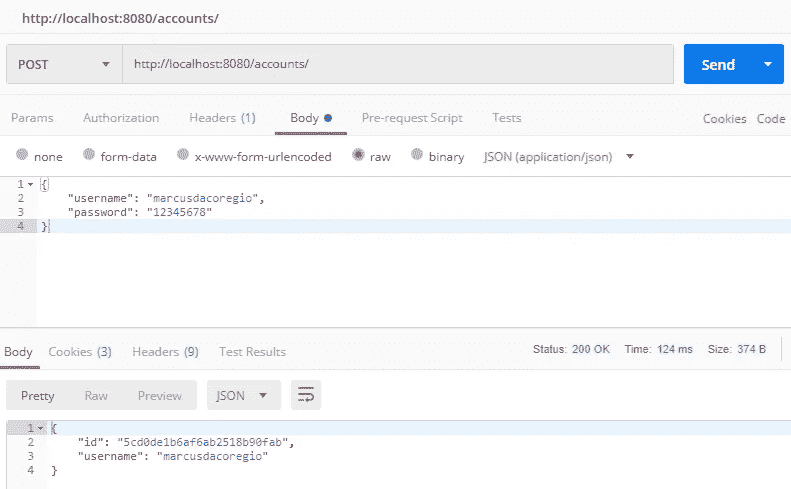 http://localhost:8080/accounts/
POST http://localhost:8080/accounts/ Send
Params Authorization Headers (1) Body Pre-request Script Tests Cookies Code
none form-data x-www-form-urlencoded raw binary JSON (application/json)
1 {
2 "username": "marcusdacoregio",
3 "password": "12345678"
4 }
Body Cookies (3) Headers (9) Test Results Status: 200 OK Time: 124 ms Size: 374 B
Pretty Raw Preview JSON
1 {
2 "id": "5cd0de1b6af6ab2518b90fab",
3 "username": "marcusdacoregio"
4 }